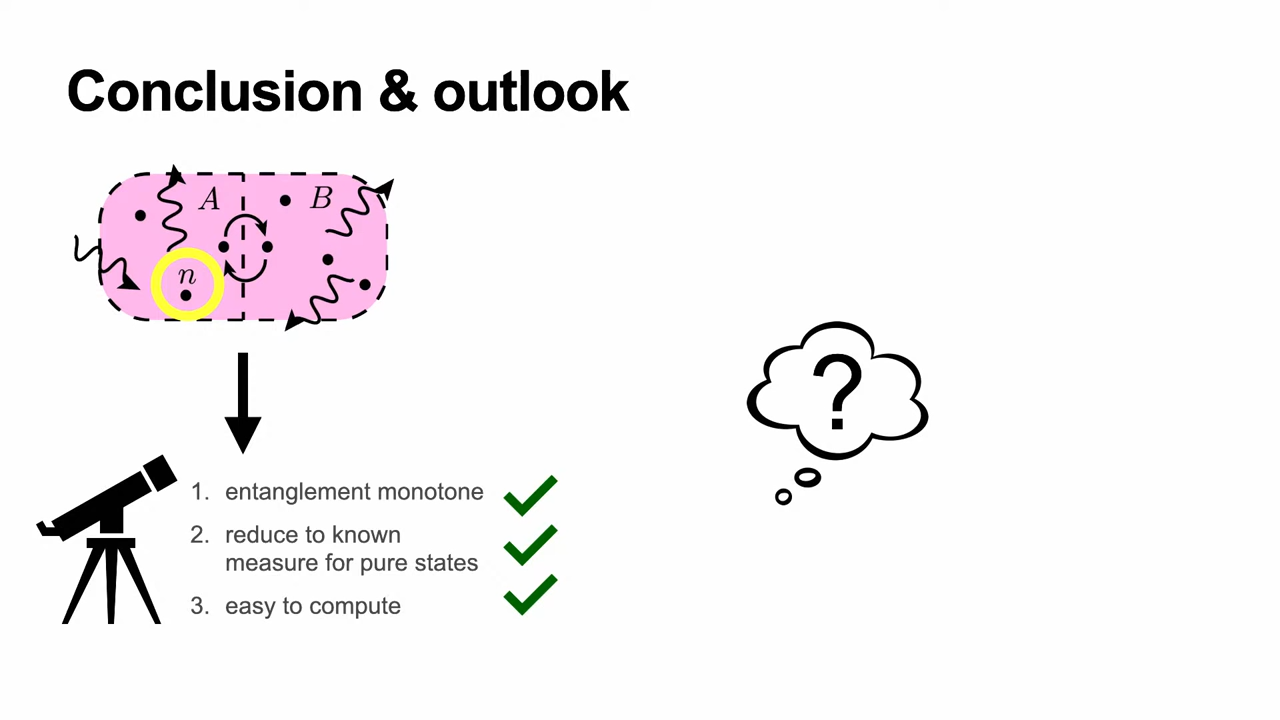 Conclusion & outlook
A
B
n
?
1. entanglement monotone
2. reduce to known
measure for pure states
3. easy to compute